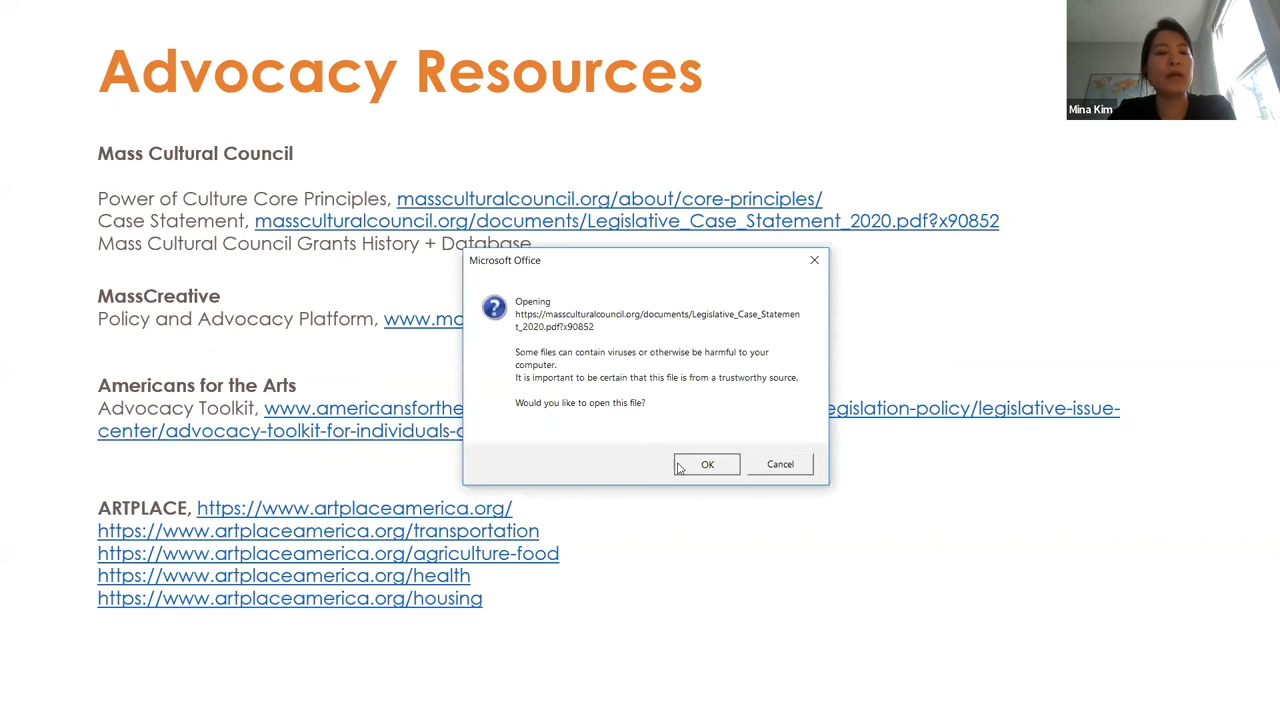 Advocacy Resources
Mina Kim
Mass Cultural Council
Power of Culture Core Principles, massculturalcouncil.org/about/core-principles/
Case Statement, massculturalcouncil.org/documents/Legislative_Case_Statement_2020.pdf?x90852
Mass Cultural Council Grants History + Database
MassCreative
Policy and Advocacy Platform, www.ma
Americans for the Arts
Advocacy Toolkit, www.americansforthe egislation-policy/legislative-issue-
center/advocacy-toolkit-for-individuals-
ARTPLACE, https://www.artplaceamerica.org/
https://www.artplaceamerica.org/transportation
https://www.artplaceamerica.org/agriculture-food
https://www.artplaceamerica.org/health
https://www.artplaceamerica.org/housing
Microsoft Office
Opening
https://massculturalcouncil.org/documents/Legislative_Case_Statemen
t_2020.pdf?x90852
Some files can contain viruses or otherwise be harmful to your
computer.
It is important to be certain that this file is from a trustworthy source.
Would you like to open this file?
OK Cancel